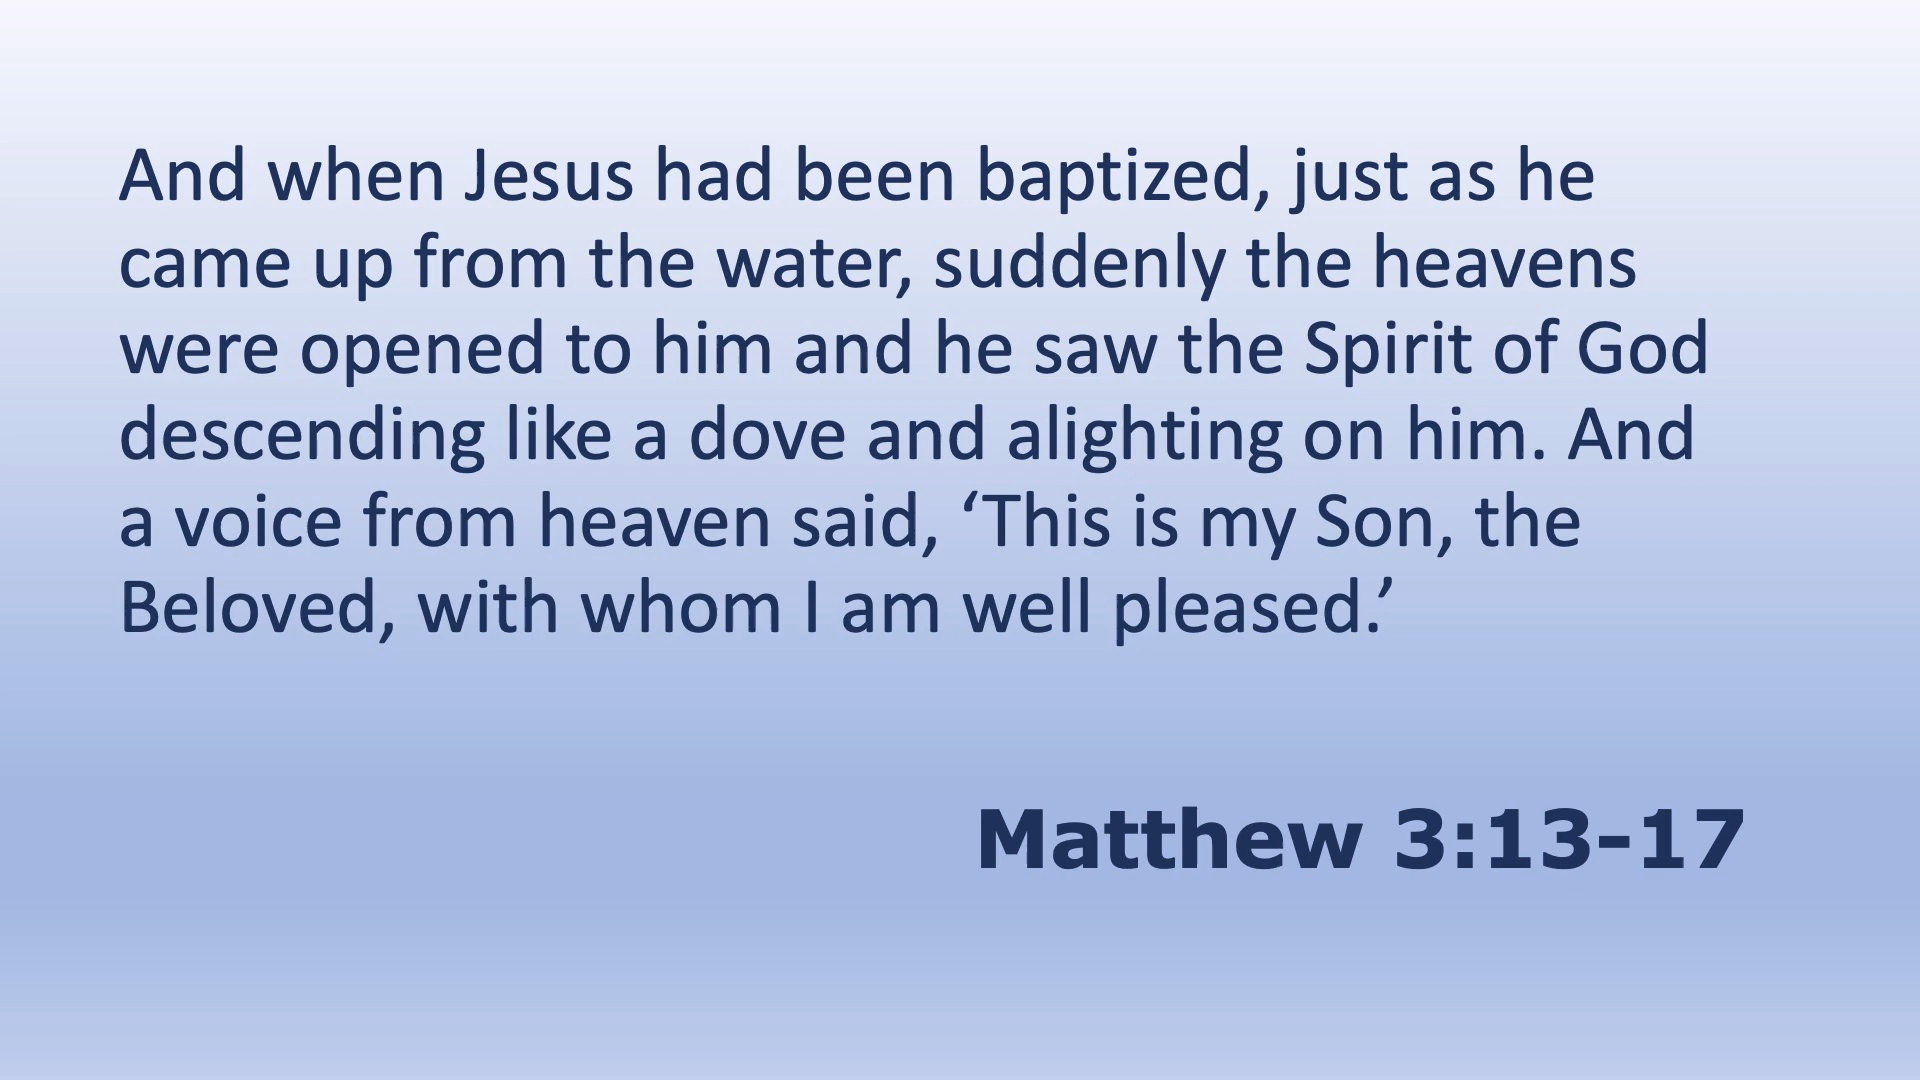 And when Jesus had been baptized, just as he
came up from the water, suddenly the heavens
were opened to him and he saw the Spirit of God
descending like a dove and alighting on him. And
a voice from heaven said, ‘This is my Son, the
Beloved, with whom I am well pleased.’
Matthew 3:13-17